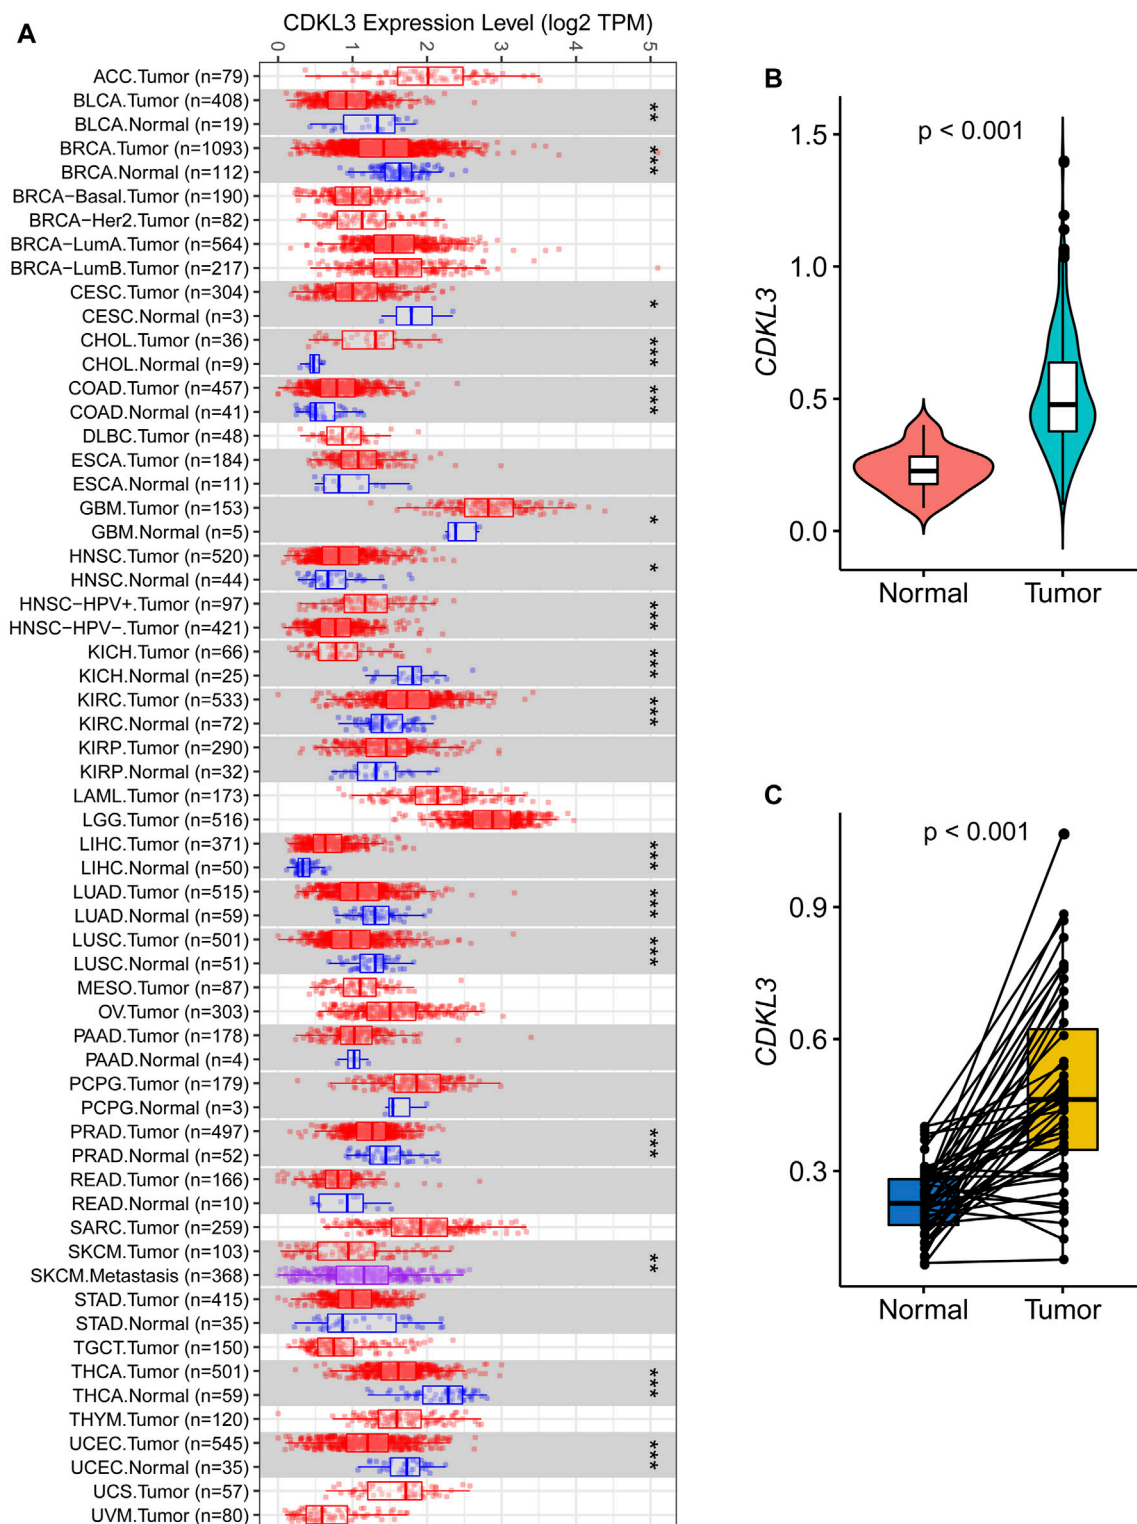 A
CDKL3 Expression Level (log2 TPM)
0 1 2 3 4 5
ACC.Tumor (n=79)
BLCA.Tumor (n=408)
BLCA.Normal (n=19)
**
BRCA.Tumor (n=1093)
BRCA.Normal (n=112)
***
BRCA−Basal.Tumor (n=190)
BRCA−Her2.Tumor (n=82)
BRCA−LumA.Tumor (n=564)
BRCA−LumB.Tumor (n=217)
CESC.Tumor (n=304)
CESC.Normal (n=3)
*
CHOL.Tumor (n=36)
CHOL.Normal (n=9)
***
COAD.Tumor (n=457)
COAD.Normal (n=41)
***
DLBC.Tumor (n=48)
ESCA.Tumor (n=184)
ESCA.Normal (n=11)
GBM.Tumor (n=153)
GBM.Normal (n=5)
*
HNSC.Tumor (n=520)
HNSC.Normal (n=44)
*
HNSC−HPV+.Tumor (n=97)
HNSC−HPV−.Tumor (n=421)
***
KICH.Tumor (n=66)
KICH.Normal (n=25)
***
KIRC.Tumor (n=533)
KIRC.Normal (n=72)
***
KIRP.Tumor (n=290)
KIRP.Normal (n=32)
LAML.Tumor (n=173)
LGG.Tumor (n=516)
LIHC.Tumor (n=371)
LIHC.Normal (n=50)
***
LUAD.Tumor (n=515)
LUAD.Normal (n=59)
***
LUSC.Tumor (n=501)
LUSC.Normal (n=51)
***
MESO.Tumor (n=87)
OV.Tumor (n=303)
PAAD.Tumor (n=178)
PAAD.Normal (n=4)
PCPG.Tumor (n=179)
PCPG.Normal (n=3)
PRAD.Tumor (n=497)
PRAD.Normal (n=52)
***
READ.Tumor (n=166)
READ.Normal (n=10)
SARC.Tumor (n=259)
SKCM.Tumor (n=103)
SKCM.Metastasis (n=368)
**
STAD.Tumor (n=415)
STAD.Normal (n=35)
TGCT.Tumor (n=150)
THCA.Tumor (n=501)
THCA.Normal (n=59)
***
THYM.Tumor (n=120)
UCEC.Tumor (n=545)
UCEC.Normal (n=35)
***
UCS.Tumor (n=57)
UVM.Tumor (n=80)
B
p < 0.001
CDKL3
1.5
1.0
0.5
0.0
Normal Tumor
C
p < 0.001
CDKL3
0.9
0.6
0.3
Normal Tumor